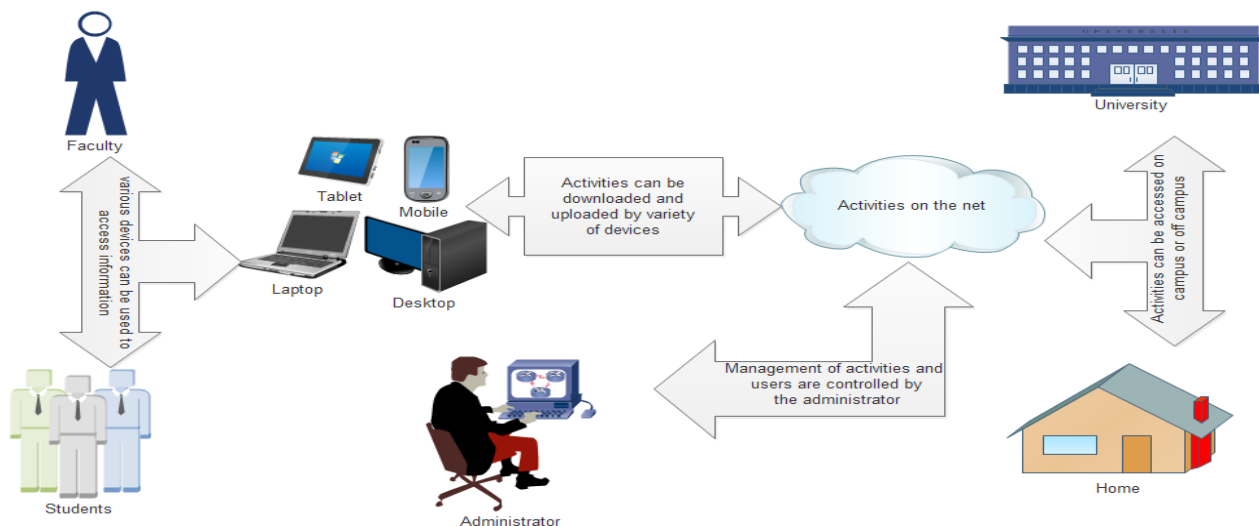 UNIVERSITY
University
Faculty
various devices can be used to
access information
Tablet
Mobile
Laptop
Desktop
Activities can be
downloaded and
uploaded by variety
of devices
Activities on the net
Activities can be accessed on
campus or off campus
Management of activities and
users are controlled by
the administrator
Students
Administrator
Home